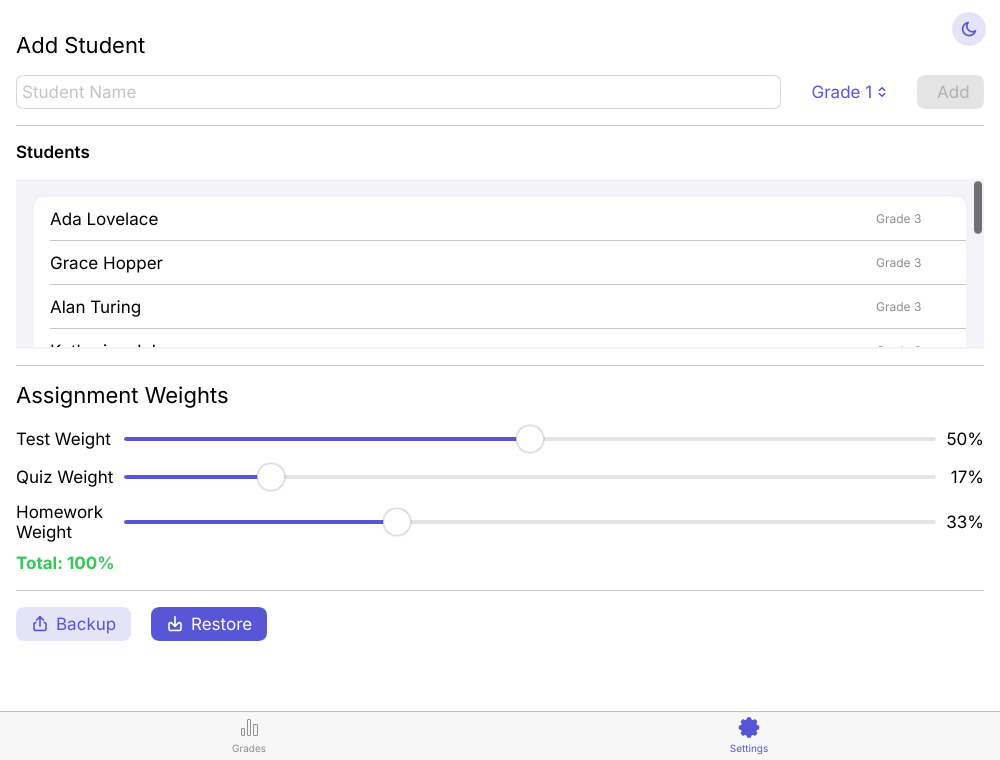 Add Student
Student Name
Grade 1
Add
Students
Ada Lovelace
Grade 3
Grace Hopper
Grade 3
Alan Turing
Grade 3
Assignment Weights
Test Weight
50%
Quiz Weight
17%
Homework
Weight
33%
Total: 100%
Backup
Restore
Grades
Settings